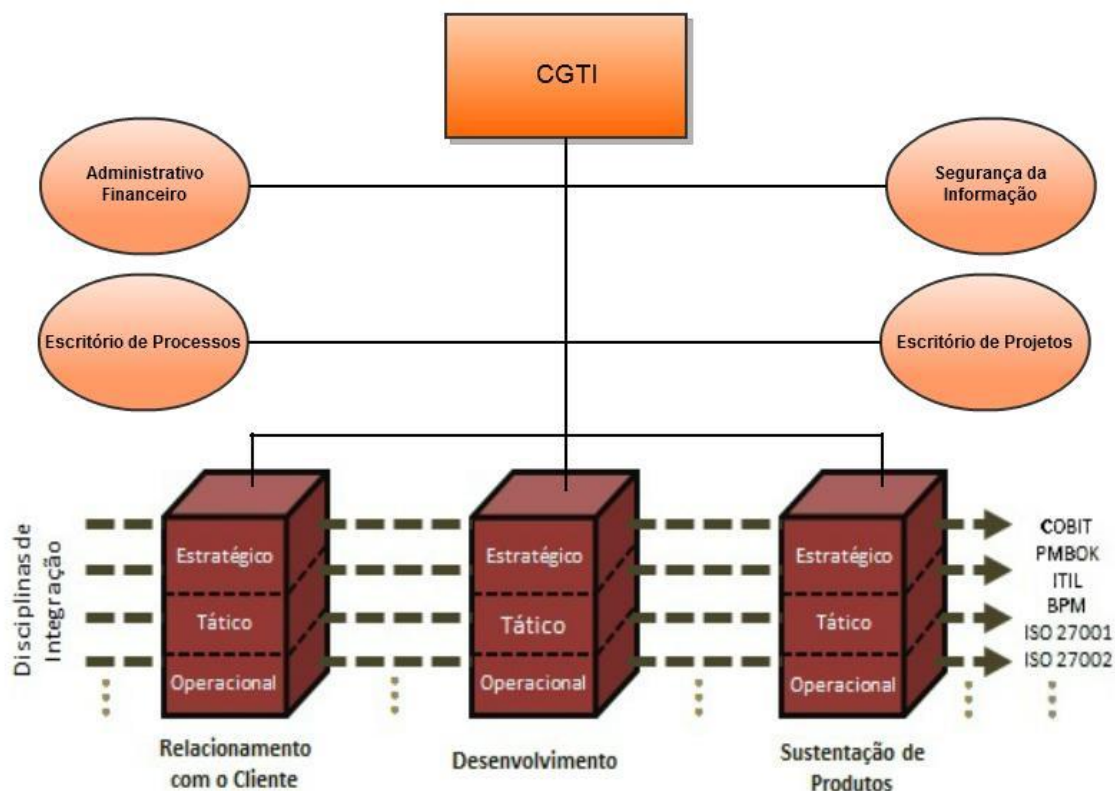 CGTI
Administrativo
Financeiro
Segurança da
Informação
Escritório de Processos
Escritório de Projetos
Disciplinas de
Integração
Estratégico
Tático
Operacional
Estratégico
Tático
Operacional
Estratégico
Tático
Operacional
COBIT
PMBOK
ITIL
BPM
ISO 27001
ISO 27002
Relacionamento
com o Cliente
Desenvolvimento
Sustentação de
Produtos